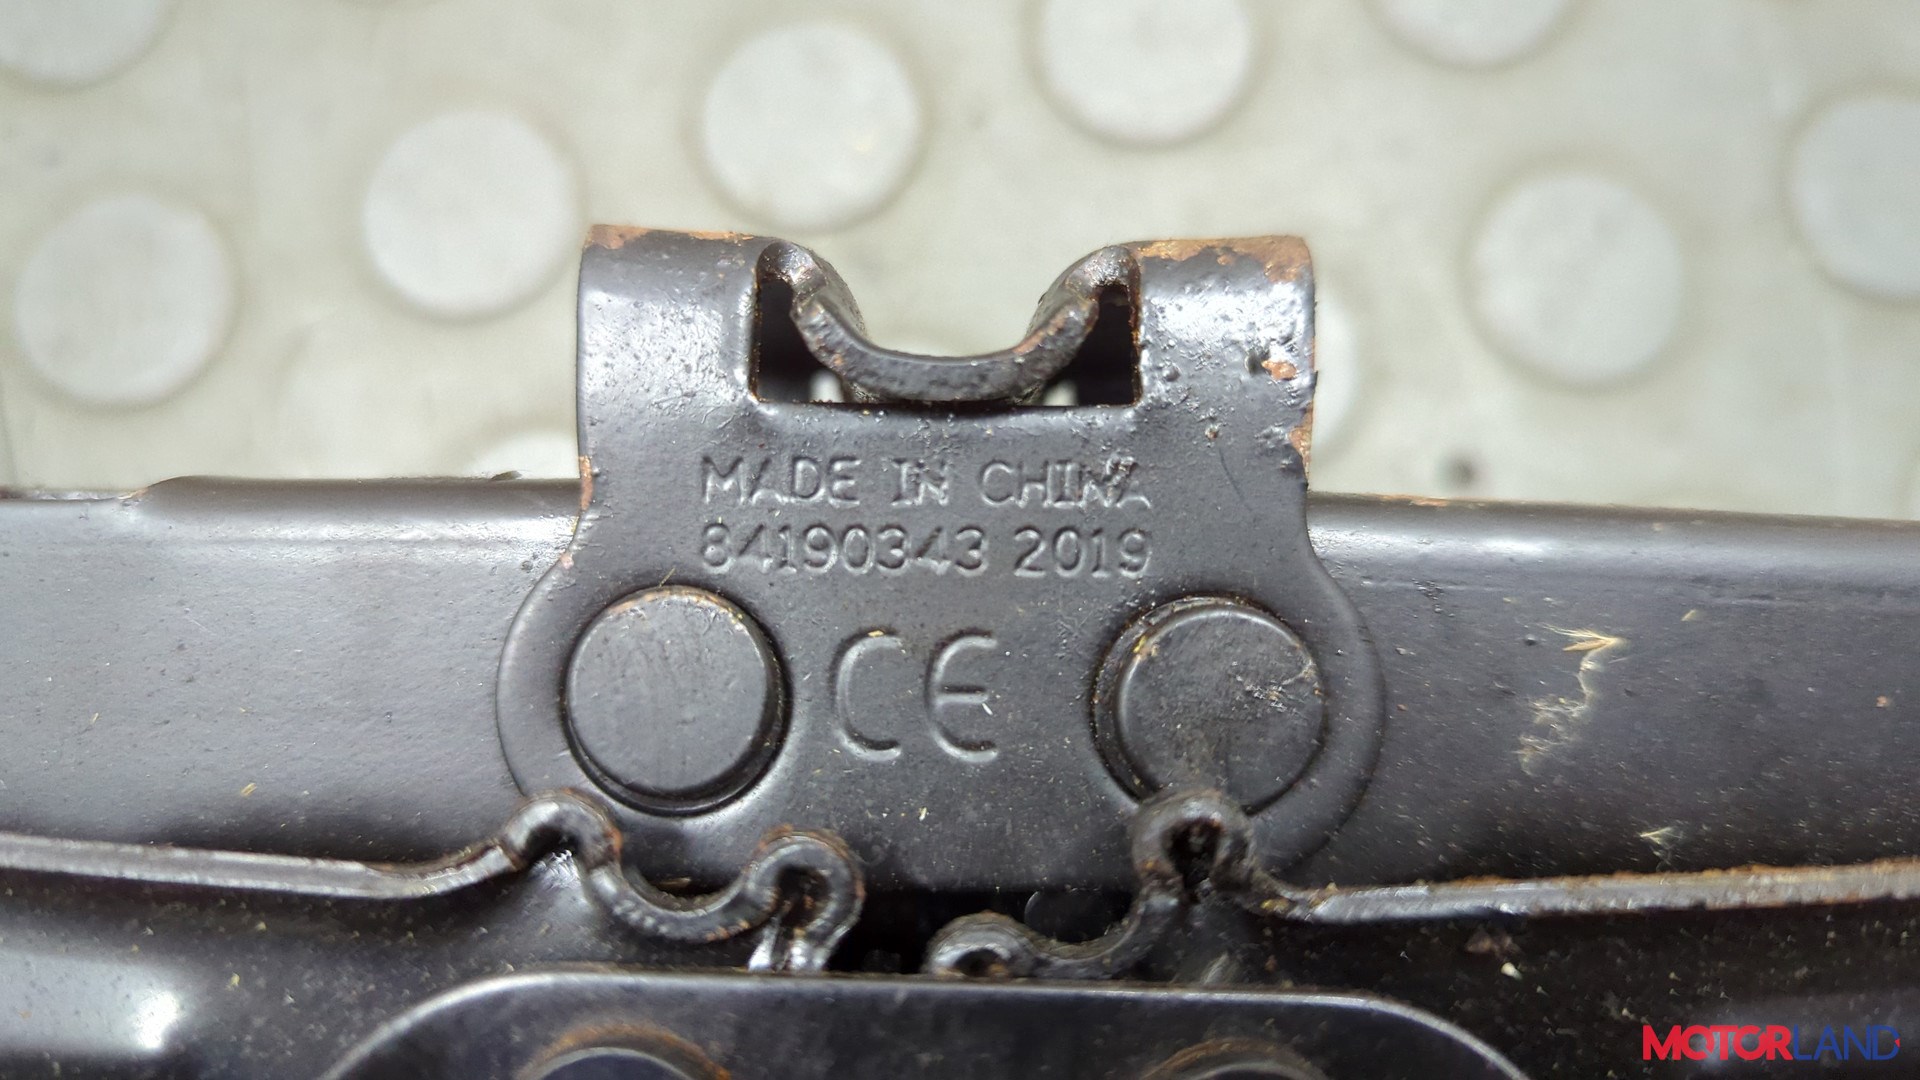 MADE IN CHINA
84190343 2019
CE
MOTORLAND